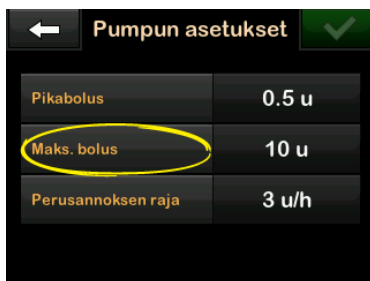 Pumpun asetukset
Pikabolus 0.5 u
Maks. bolus 10 u
Perusannoksen raja 3 u/h